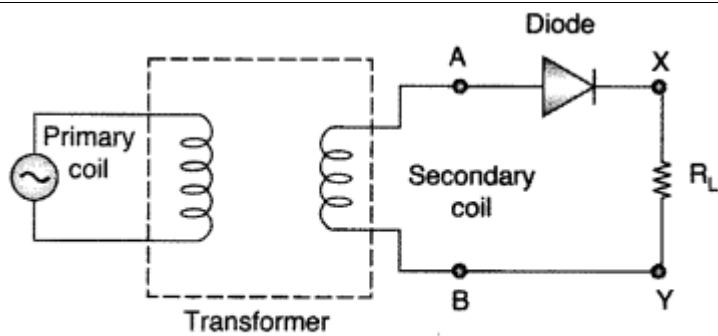 Diode
A
X
Primary
coil
Secondary
coil
R_L
B
Y
Transformer